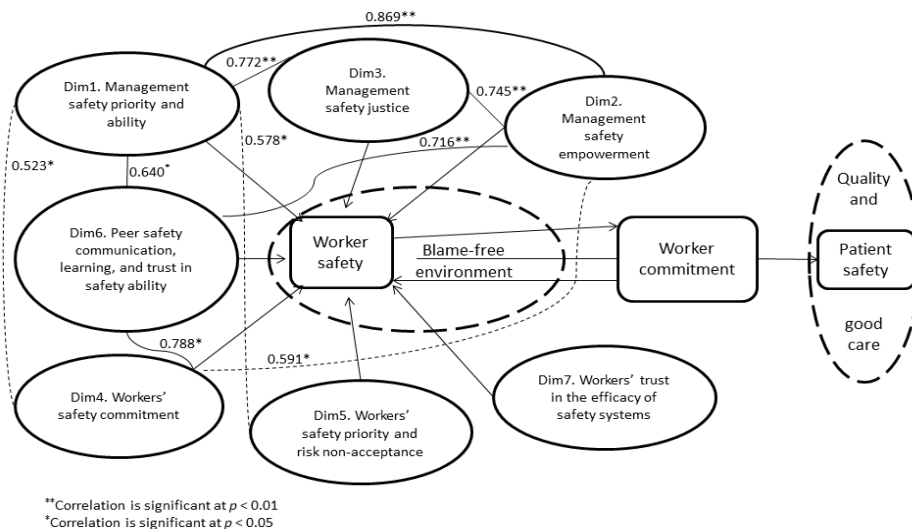 0.869**
0.772**
Dim1. Management
safety priority and
ability
Dim3.
Management
safety justice
0.745**
Dim2.
Management
safety
empowerment
0.578*
0.716**
0.523*
0.640*
Dim6. Peer safety
communication,
learning, and trust in
safety ability
Worker
safety
Blame-free
environment
Worker
commitment
Quality
and
Patient
safety
good
care
0.788*
0.591*
Dim4. Workers’
safety commitment
Dim5. Workers’
safety priority and
risk non-acceptance
Dim7. Workers’ trust
in the efficacy of
safety systems
**Correlation is significant at p < 0.01
*Correlation is significant at p < 0.05